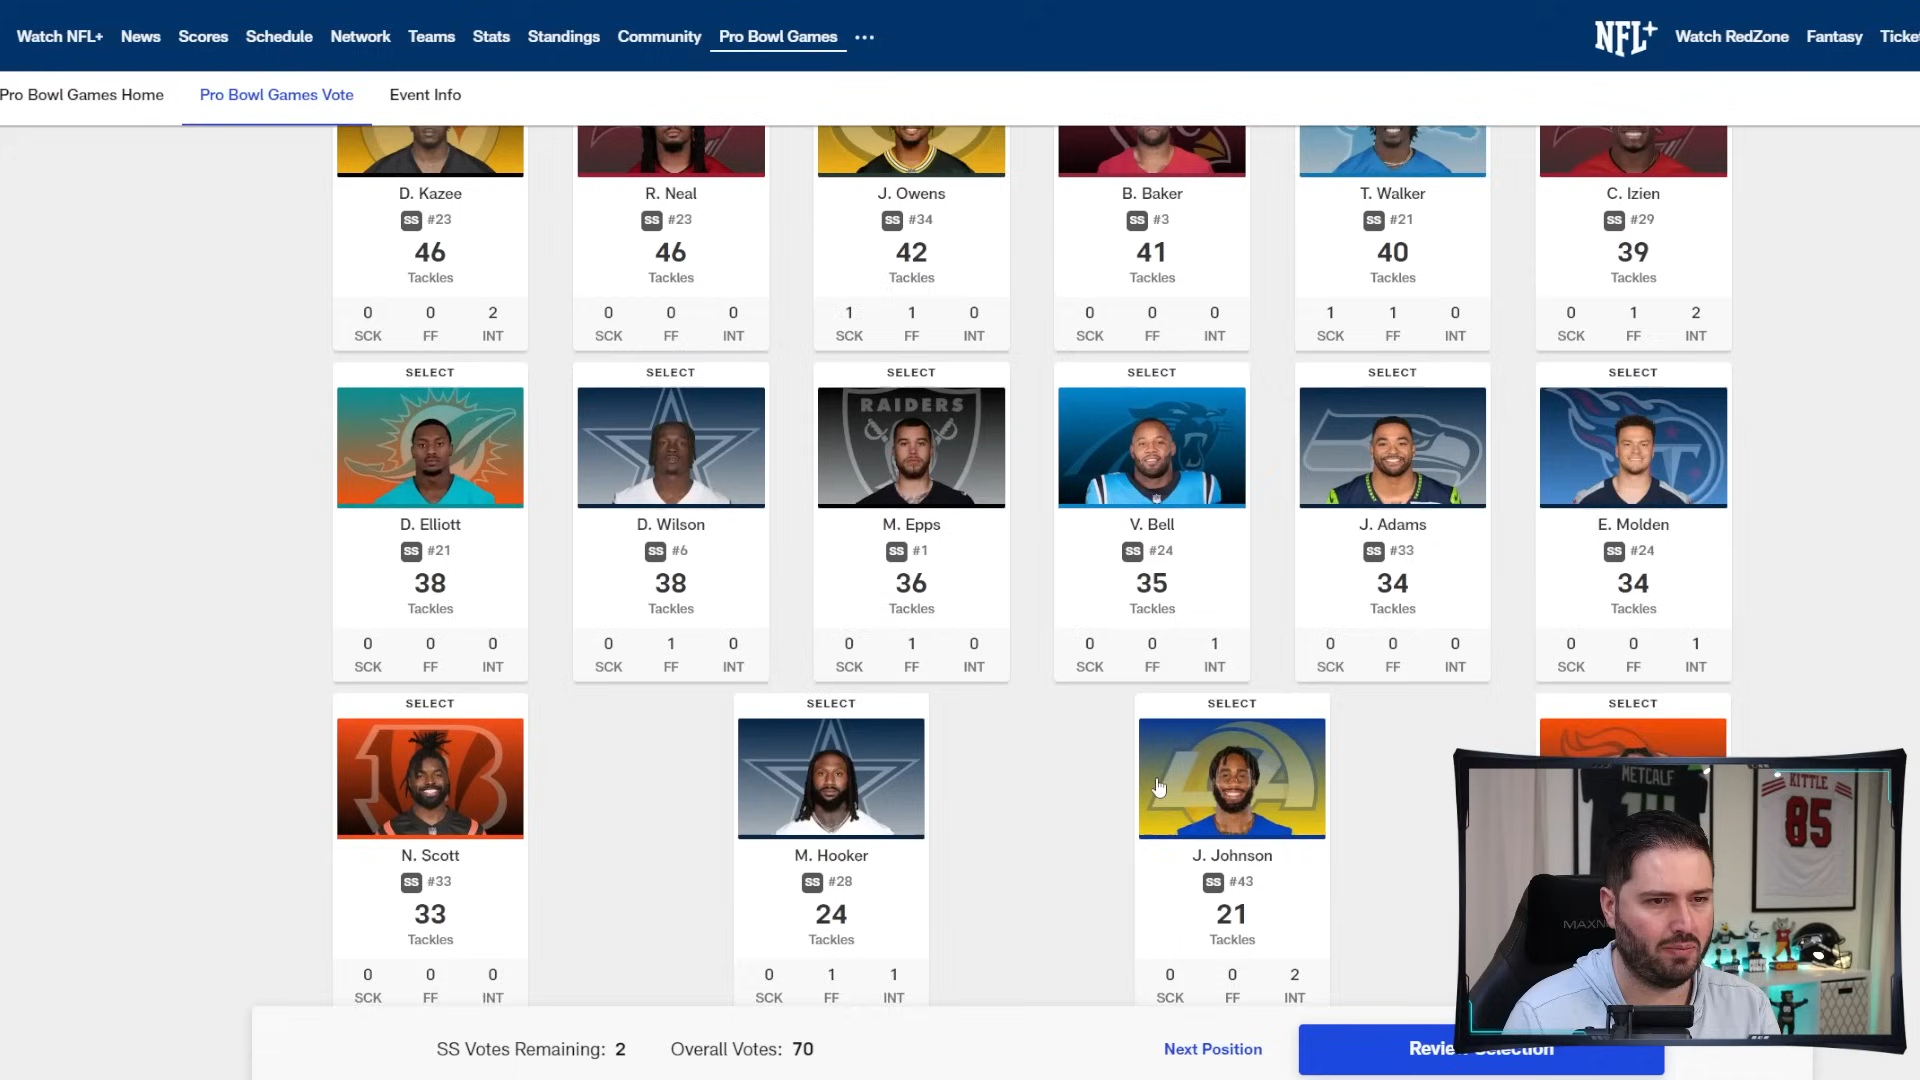 Watch NFL+ News Scores Schedule Network Teams Stats Standings Community Pro Bowl Games ••• NFL+ Watch RedZone Fantasy
Pro Bowl Games Home Pro Bowl Games Vote Event Info
D. Kazee R. Neal J. Owens B. Baker T. Walker C. Izien
SS #23 SS #23 SS #34 SS #3 SS #21 SS #29
46 46 42 41 40 39
Tackles Tackles Tackles Tackles Tackles Tackles
0 0 2 0 0 0 1 1 0 0 0 0 1 1 0 0 1 2
SCK FF INT SCK FF INT SCK FF INT SCK FF INT SCK FF INT SCK FF INT
SELECT SELECT SELECT SELECT SELECT SELECT
RAIDERS
D. Elliott D. Wilson M. Epps V. Bell J. Adams E. Molden
SS #21 SS #6 SS #1 SS #24 SS #33 SS #24
38 38 36 35 34 34
Tackles Tackles Tackles Tackles Tackles Tackles
0 0 0 0 1 0 0 1 0 0 0 1 0 0 0 0 0 1
SCK FF INT SCK FF INT SCK FF INT SCK FF INT SCK FF INT SCK FF INT
SELECT SELECT SELECT SELECT
METCALF KITTLE
85
N. Scott M. Hooker J. Johnson
SS #33 SS #28 SS #43
33 24 21
Tackles Tackles Tackles
0 0 0 0 1 1 0 0 2
SCK FF INT SCK FF INT SCK FF INT
SS Votes Remaining: 2 Overall Votes: 70 Next Position